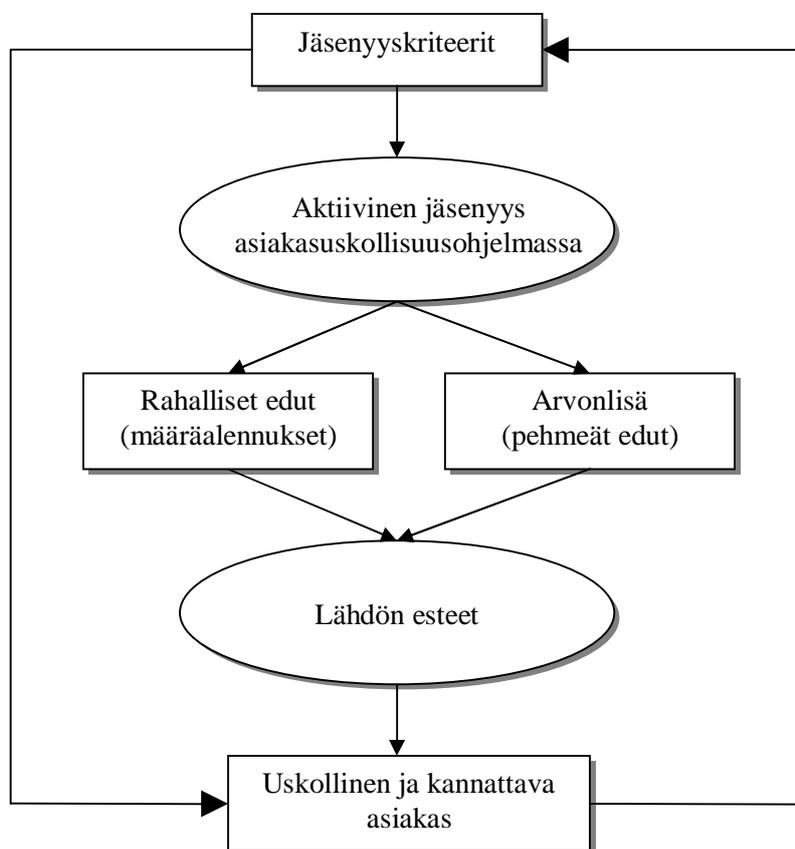 Jäsenyyskriteerit
Aktiivinen jäsenyys
asiakasuskollisuusohjelmassa
Rahalliset edut
(määräalennukset)
Arvonlisä
(pehmeät edut)
Lähdön esteet
Uskollinen ja kannattava
asiakas